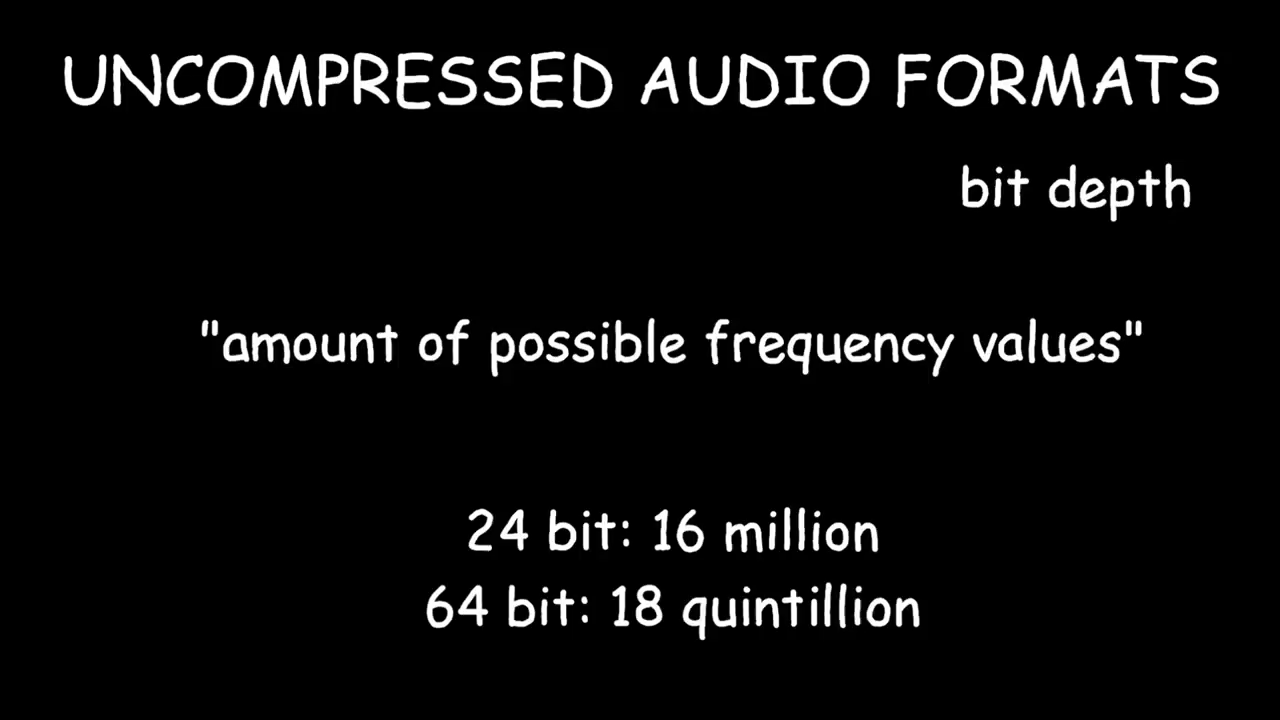 UNCOMPRESSED AUDIO FORMATS
bit depth
"amount of possible frequency values"
24 bit: 16 million
64 bit: 18 quintillion